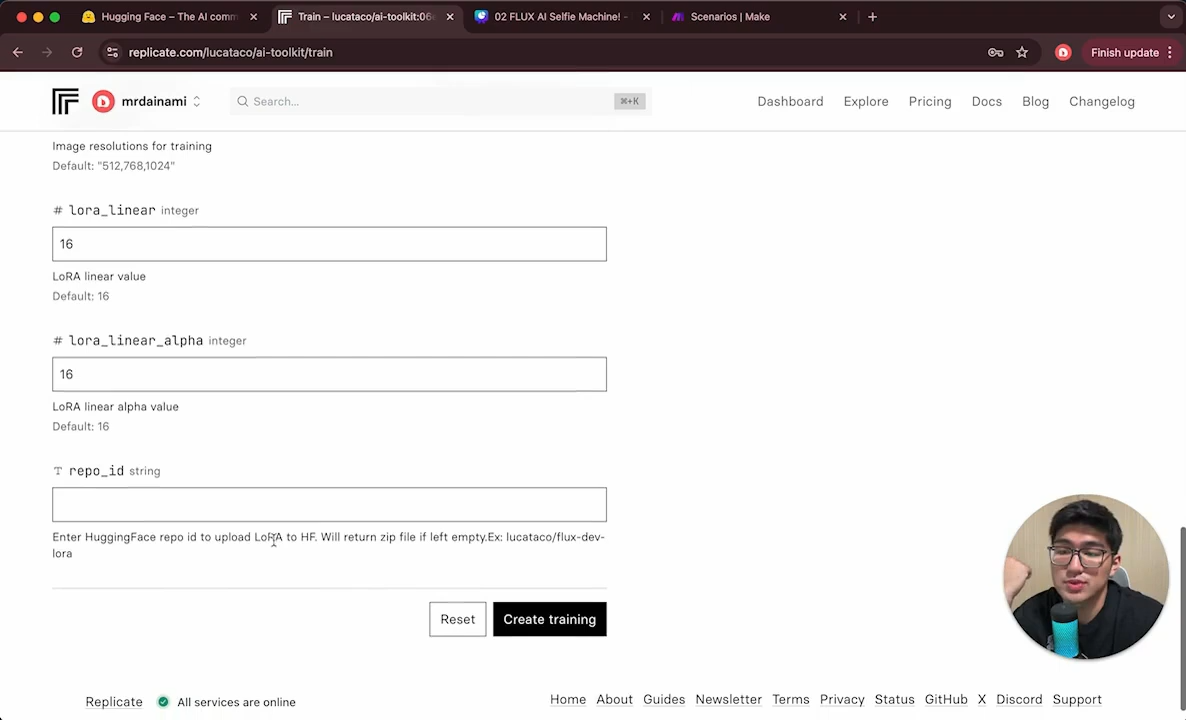 Hugging Face – The AI comm
Train – lucataco/ai-toolkit:06
02 FLUX AI Selfie Machine! -
Scenarios | Make
replicate.com/lucataco/ai-toolkit/train
Finish update
mrdainami
Search...
⌘+K
Dashboard
Explore
Pricing
Docs
Blog
Changelog
Image resolutions for training
Default: "512,768,1024"
# lora_linear integer
16
LoRA linear value
Default: 16
# lora_linear_alpha integer
16
LoRA linear alpha value
Default: 16
T repo_id string
Enter HuggingFace repo id to upload LoRA to HF. Will return zip file if left empty.Ex: lucataco/flux-dev-
lora
Reset
Create training
Replicate
All services are online
Home
About
Guides
Newsletter
Terms
Privacy
Status
GitHub
X
Discord
Support